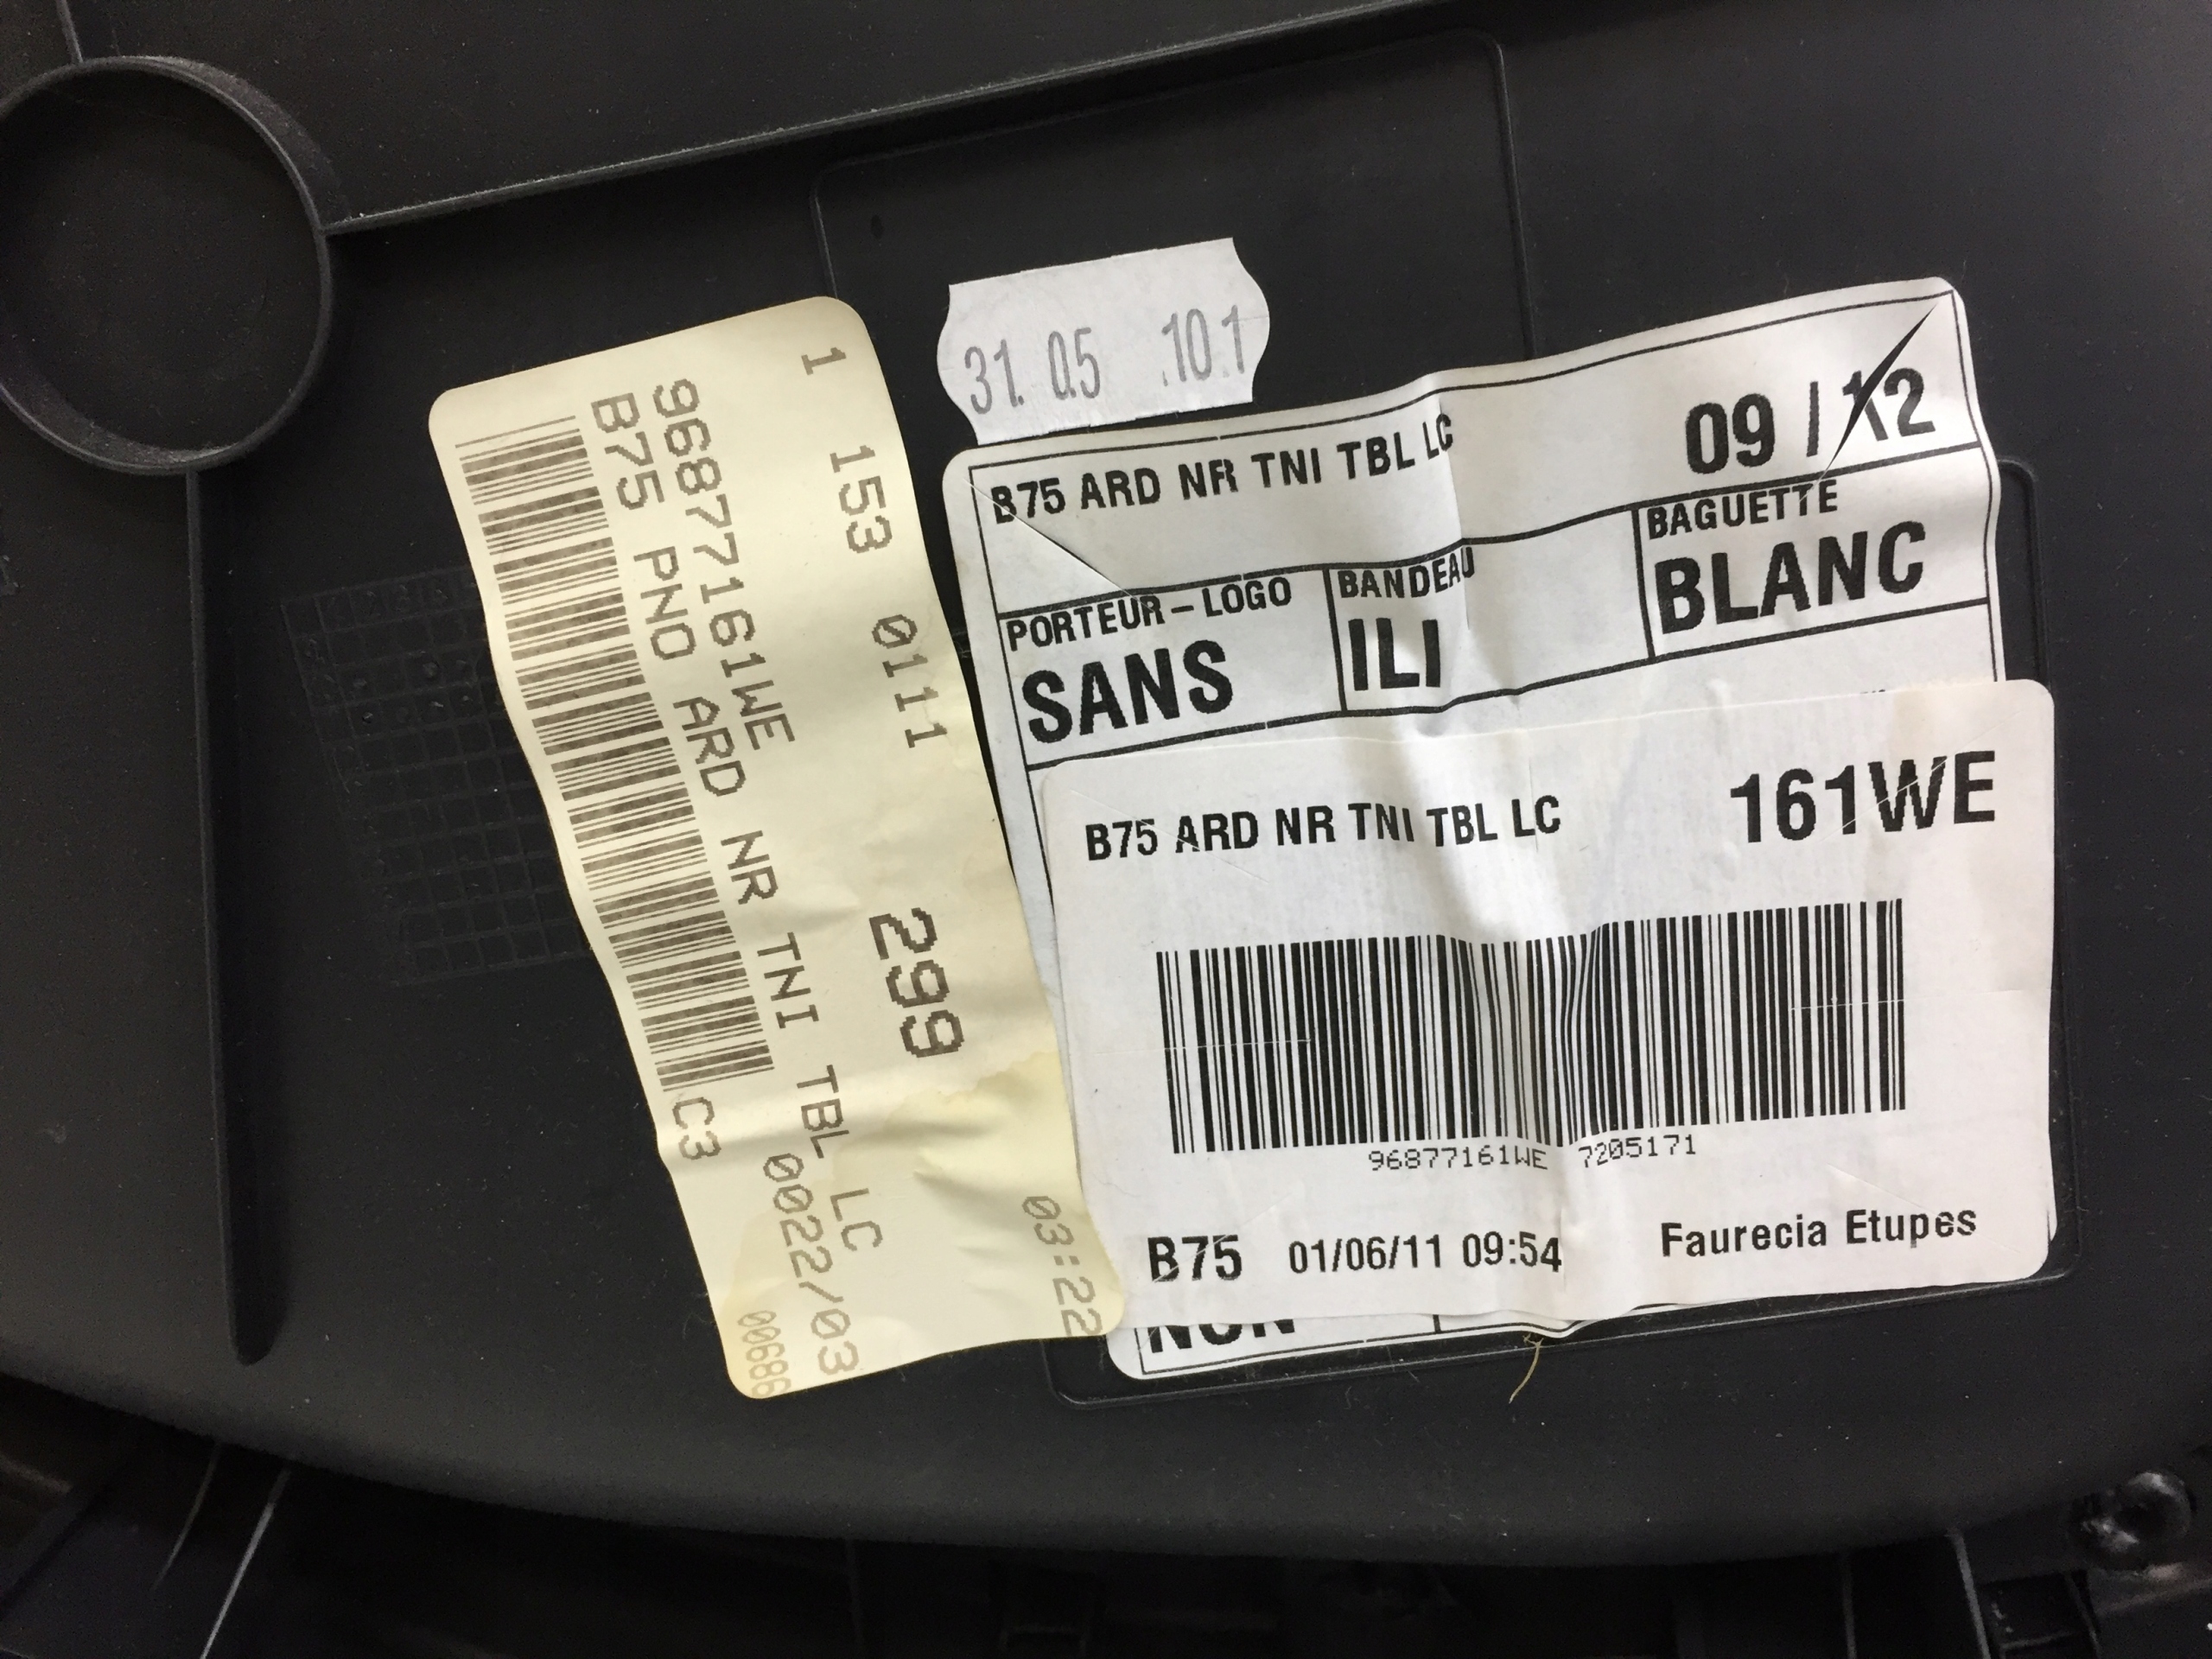 31. 05 .10.1
1 153 0111 299 03:22
96877161WE
B75 PNO ARD NR TNI TBL LC
C3 0022/03
00686
B75 ARD NR TNI TBL LC 09 / 12
PORTEUR-LOGO BANDEAU BAGUETTE
SANS ILI BLANC
B75 ARD NR TNI TBL LC 161WE
96877161WE 7205171
B75 01/06/11 09:54 Faurecia Etupes
NON